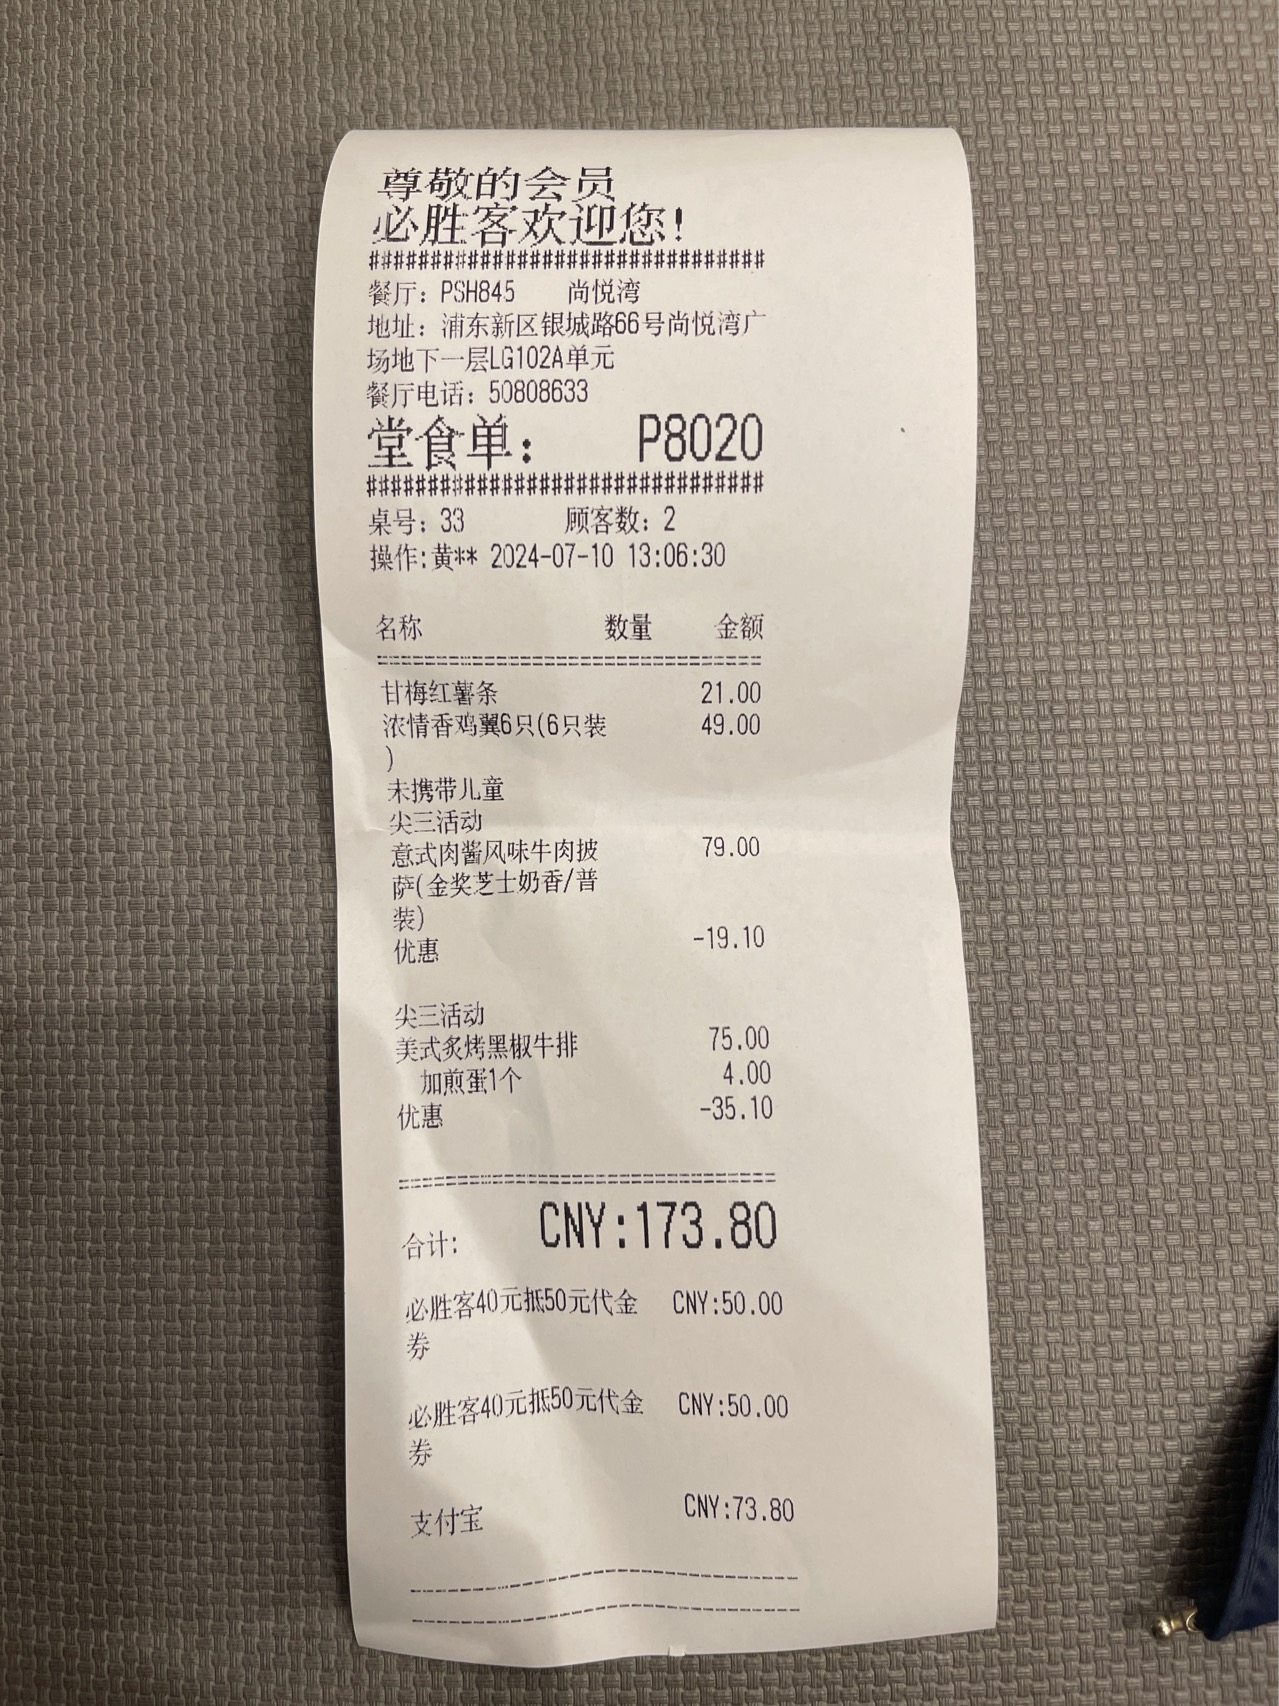 尊敬的会员
必胜客欢迎您!
################################
餐厅: PSH845 尚悦湾
地址: 浦东新区银城路66号尚悦湾广
场地下一层LG102A单元
餐厅电话: 50808633
堂食单: P8020
################################
桌号: 33 顾客数: 2
操作:黄** 2024-07-10 13:06:30
名称 数量 金额
================================
甘梅红薯条 21.00
浓情香鸡翼6只(6只装 49.00
)
未携带儿童
尖三活动
意式肉酱风味牛肉披 79.00
萨(金奖芝士奶香/普
装)
优惠 -19.10
尖三活动
美式炙烤黑椒牛排 75.00
加煎蛋1个 4.00
优惠 -35.10
================================
合计: CNY:173.80
必胜客40元抵50元代金 CNY:50.00
券
必胜客40元抵50元代金 CNY:50.00
券
支付宝 CNY:73.80
--------------------------------
--------------------------------